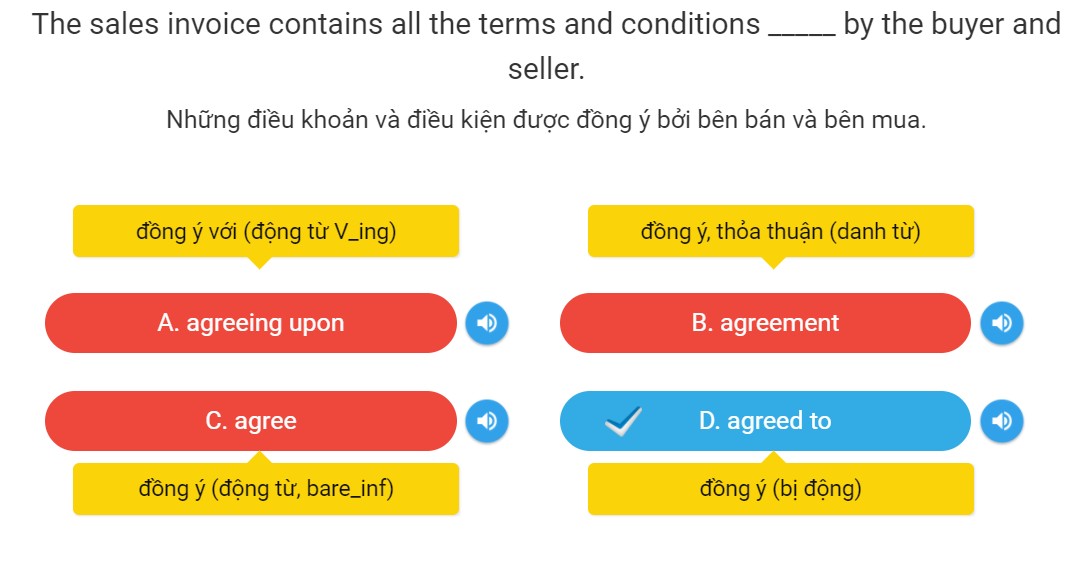 The sales invoice contains all the terms and conditions _____ by the buyer and
seller.
Những điều khoản và điều kiện được đồng ý bởi bên bán và bên mua.
đồng ý với (động từ V_ing)
đồng ý, thỏa thuận (danh từ)
A. agreeing upon
B. agreement
C. agree
D. agreed to
đồng ý (động từ, bare_inf)
đồng ý (bị động)